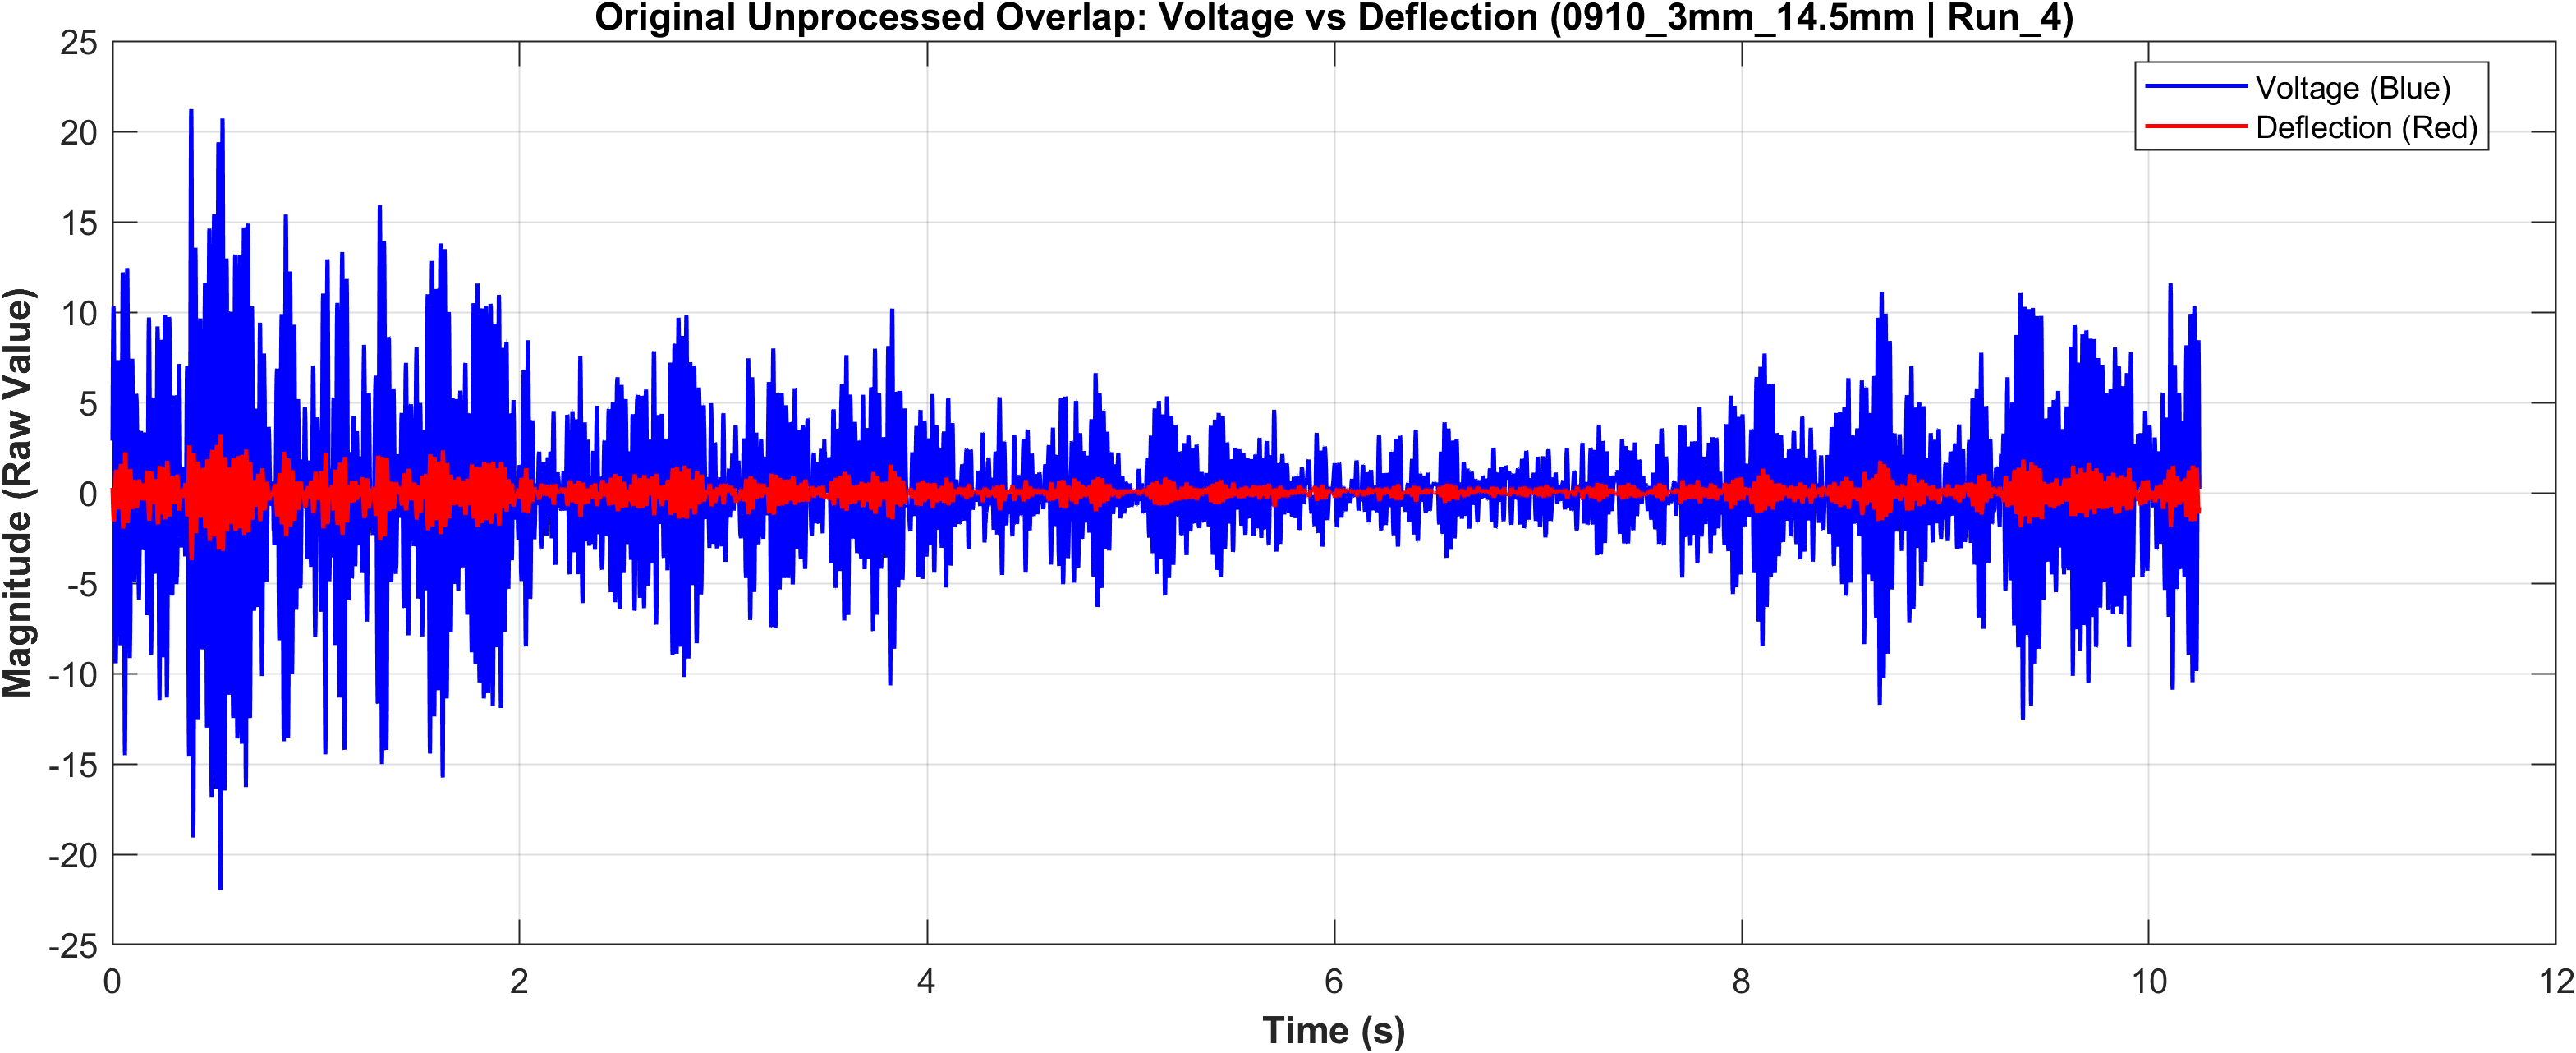 Original Unprocessed Overlap: Voltage vs Deflection (0910_3mm_14.5mm | Run_4)
Voltage (Blue)
Deflection (Red)
Magnitude (Raw Value)
25
20
15
10
5
0
-5
-10
-15
-20
-25
0 2 4 6 8 10 12
Time (s)